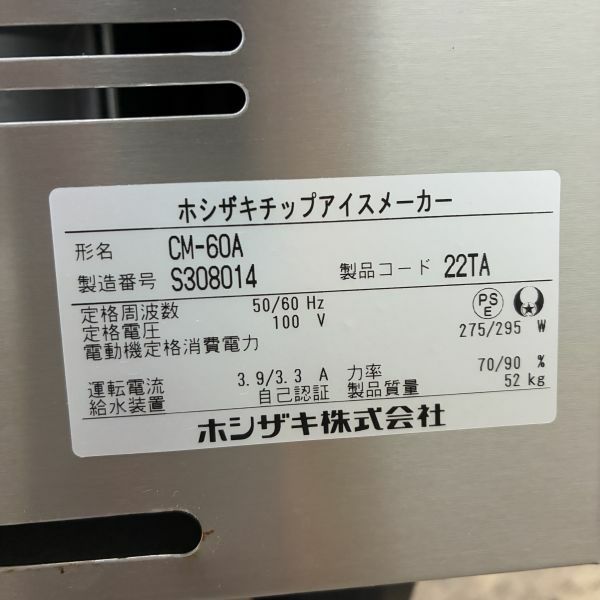 ホシザキチップアイスメーカー
形名 CM-60A
製造番号 S308014 製品コード 22TA
定格周波数 50/60 Hz PSE
定格電圧 100 V
電動機定格消費電力 275/295 W
運転電流 3.9/3.3 A 力率 70/90 %
給水装置 自己認証 製品質量 52 kg
ホシザキ株式会社